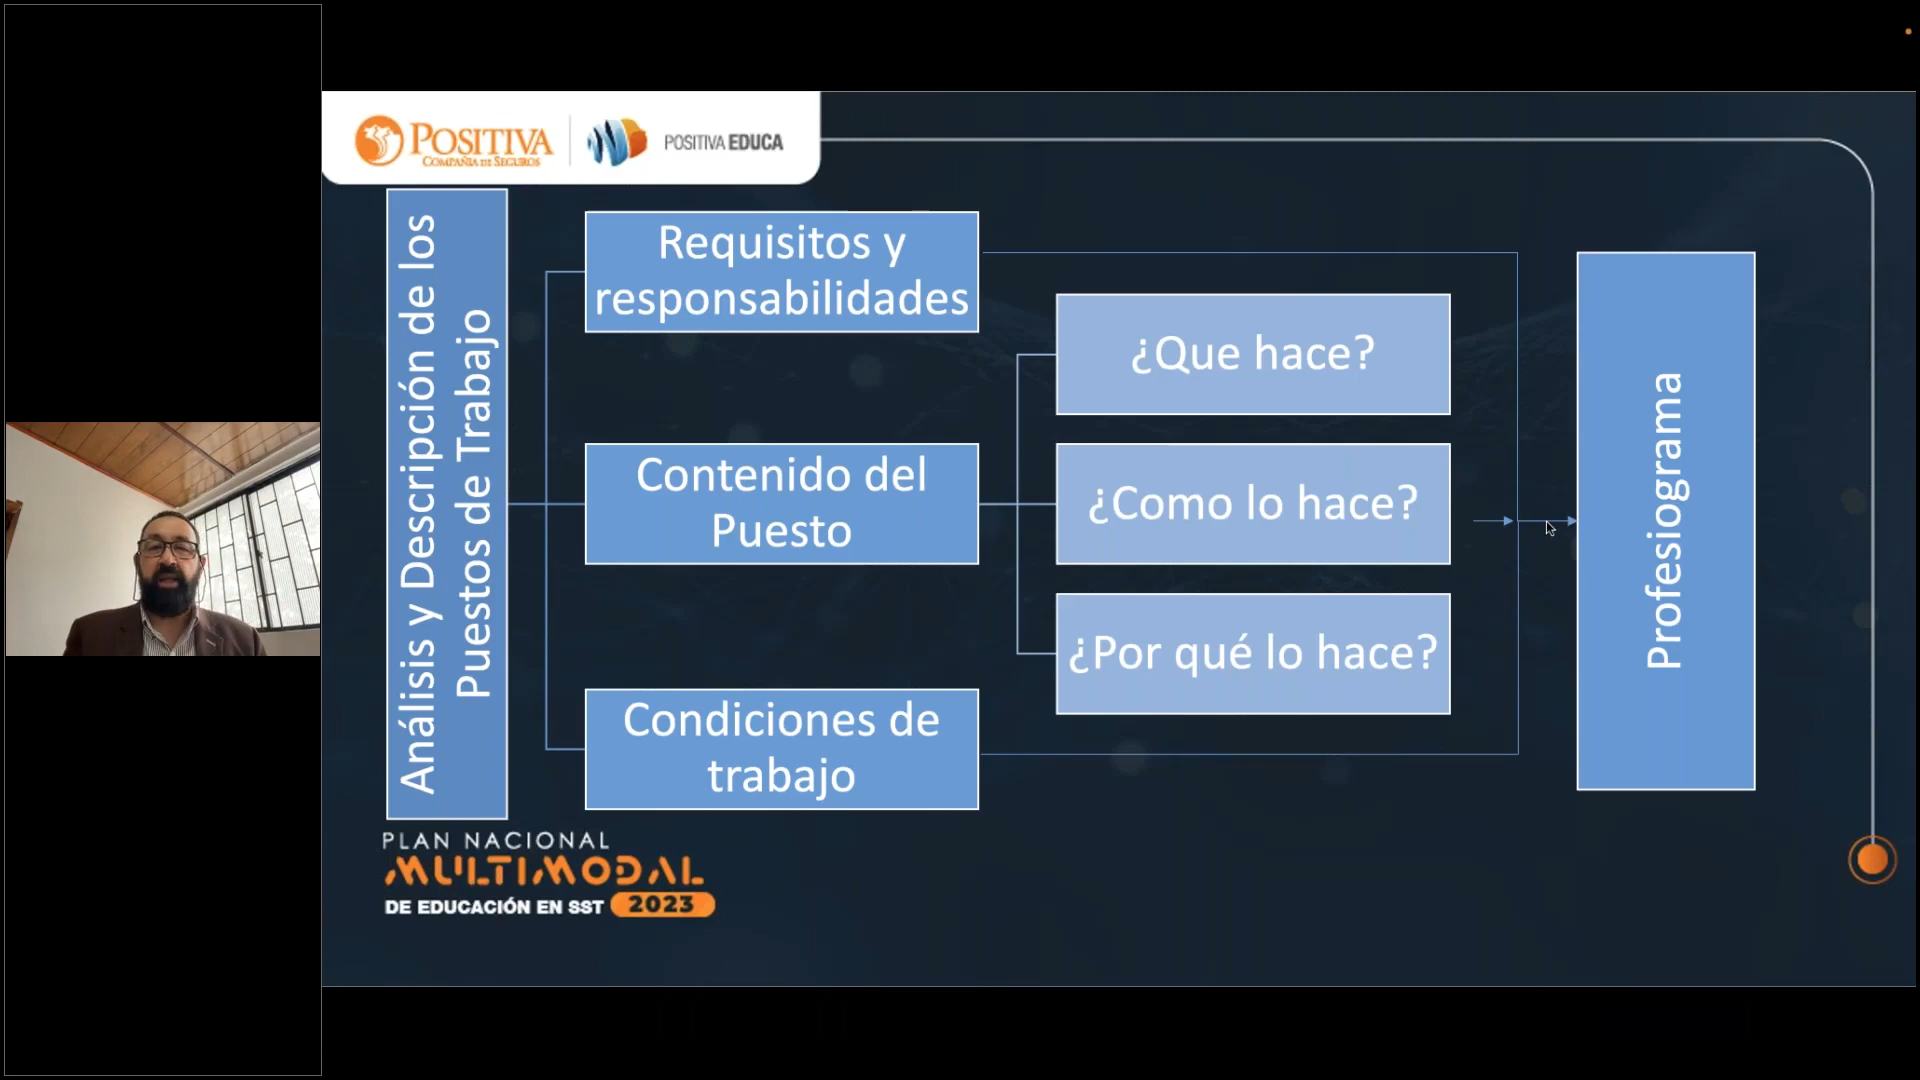 POSITIVA
COMPAÑIA DE SEGUROS
POSITIVA EDUCA
Análisis y Descripción de los
Puestos de Trabajo
Requisitos y
responsabilidades
Contenido del
Puesto
Condiciones de
trabajo
¿Que hace?
¿Como lo hace?
¿Por qué lo hace?
Profesiograma
PLAN NACIONAL
MULTIMODAL
DE EDUCACIÓN EN SST 2023